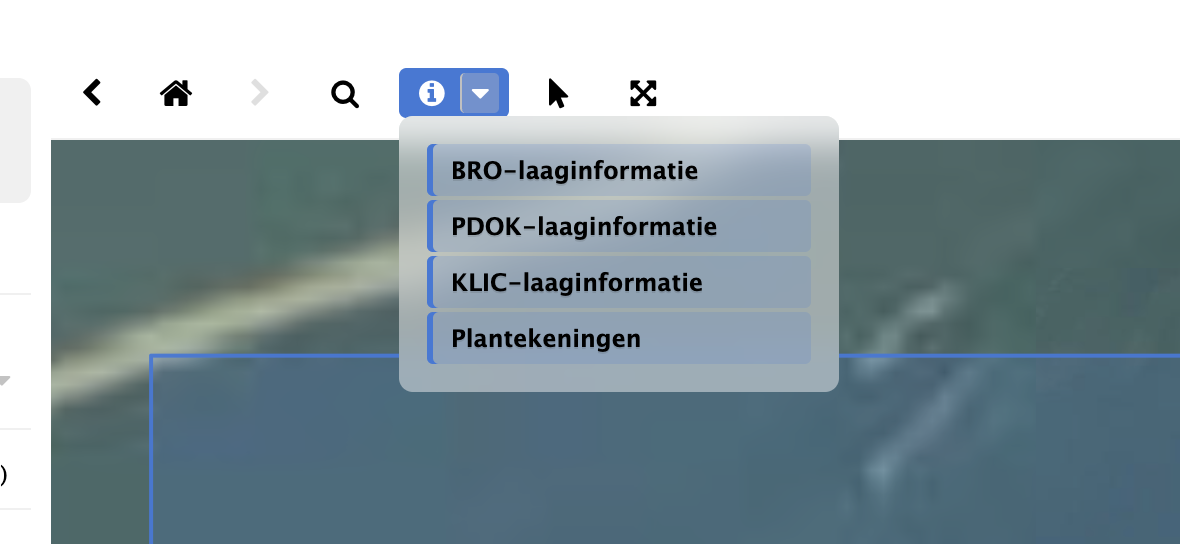 BRO-laaginformatie
PDOK-laaginformatie
KLIC-laaginformatie
Plantekeningen
)